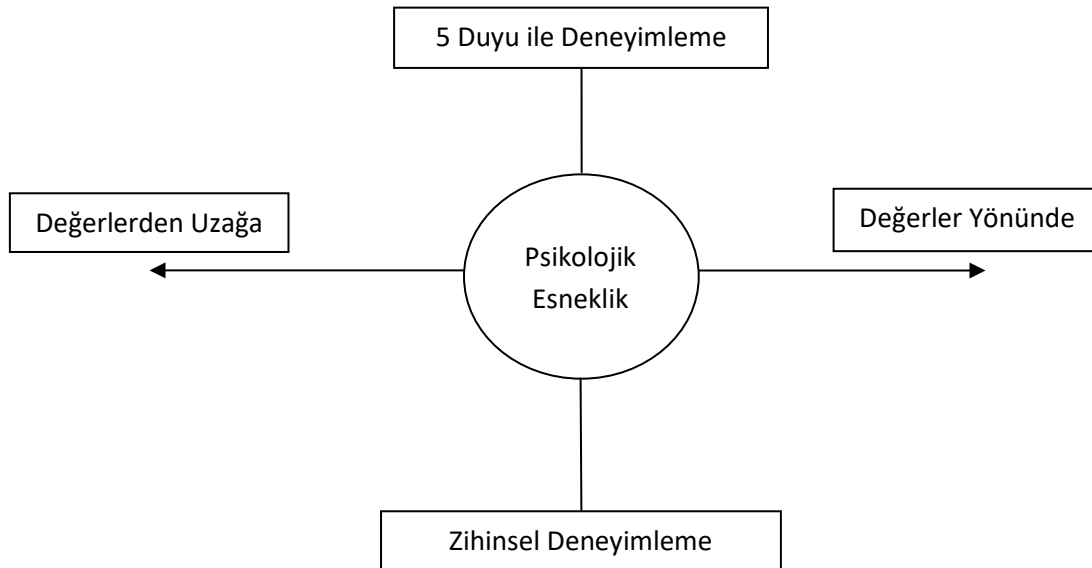 5 Duyu ile Deneyimleme
Değerlerden Uzağa
Değerler Yönünde
Psikolojik
Esneklik
Zihinsel Deneyimleme